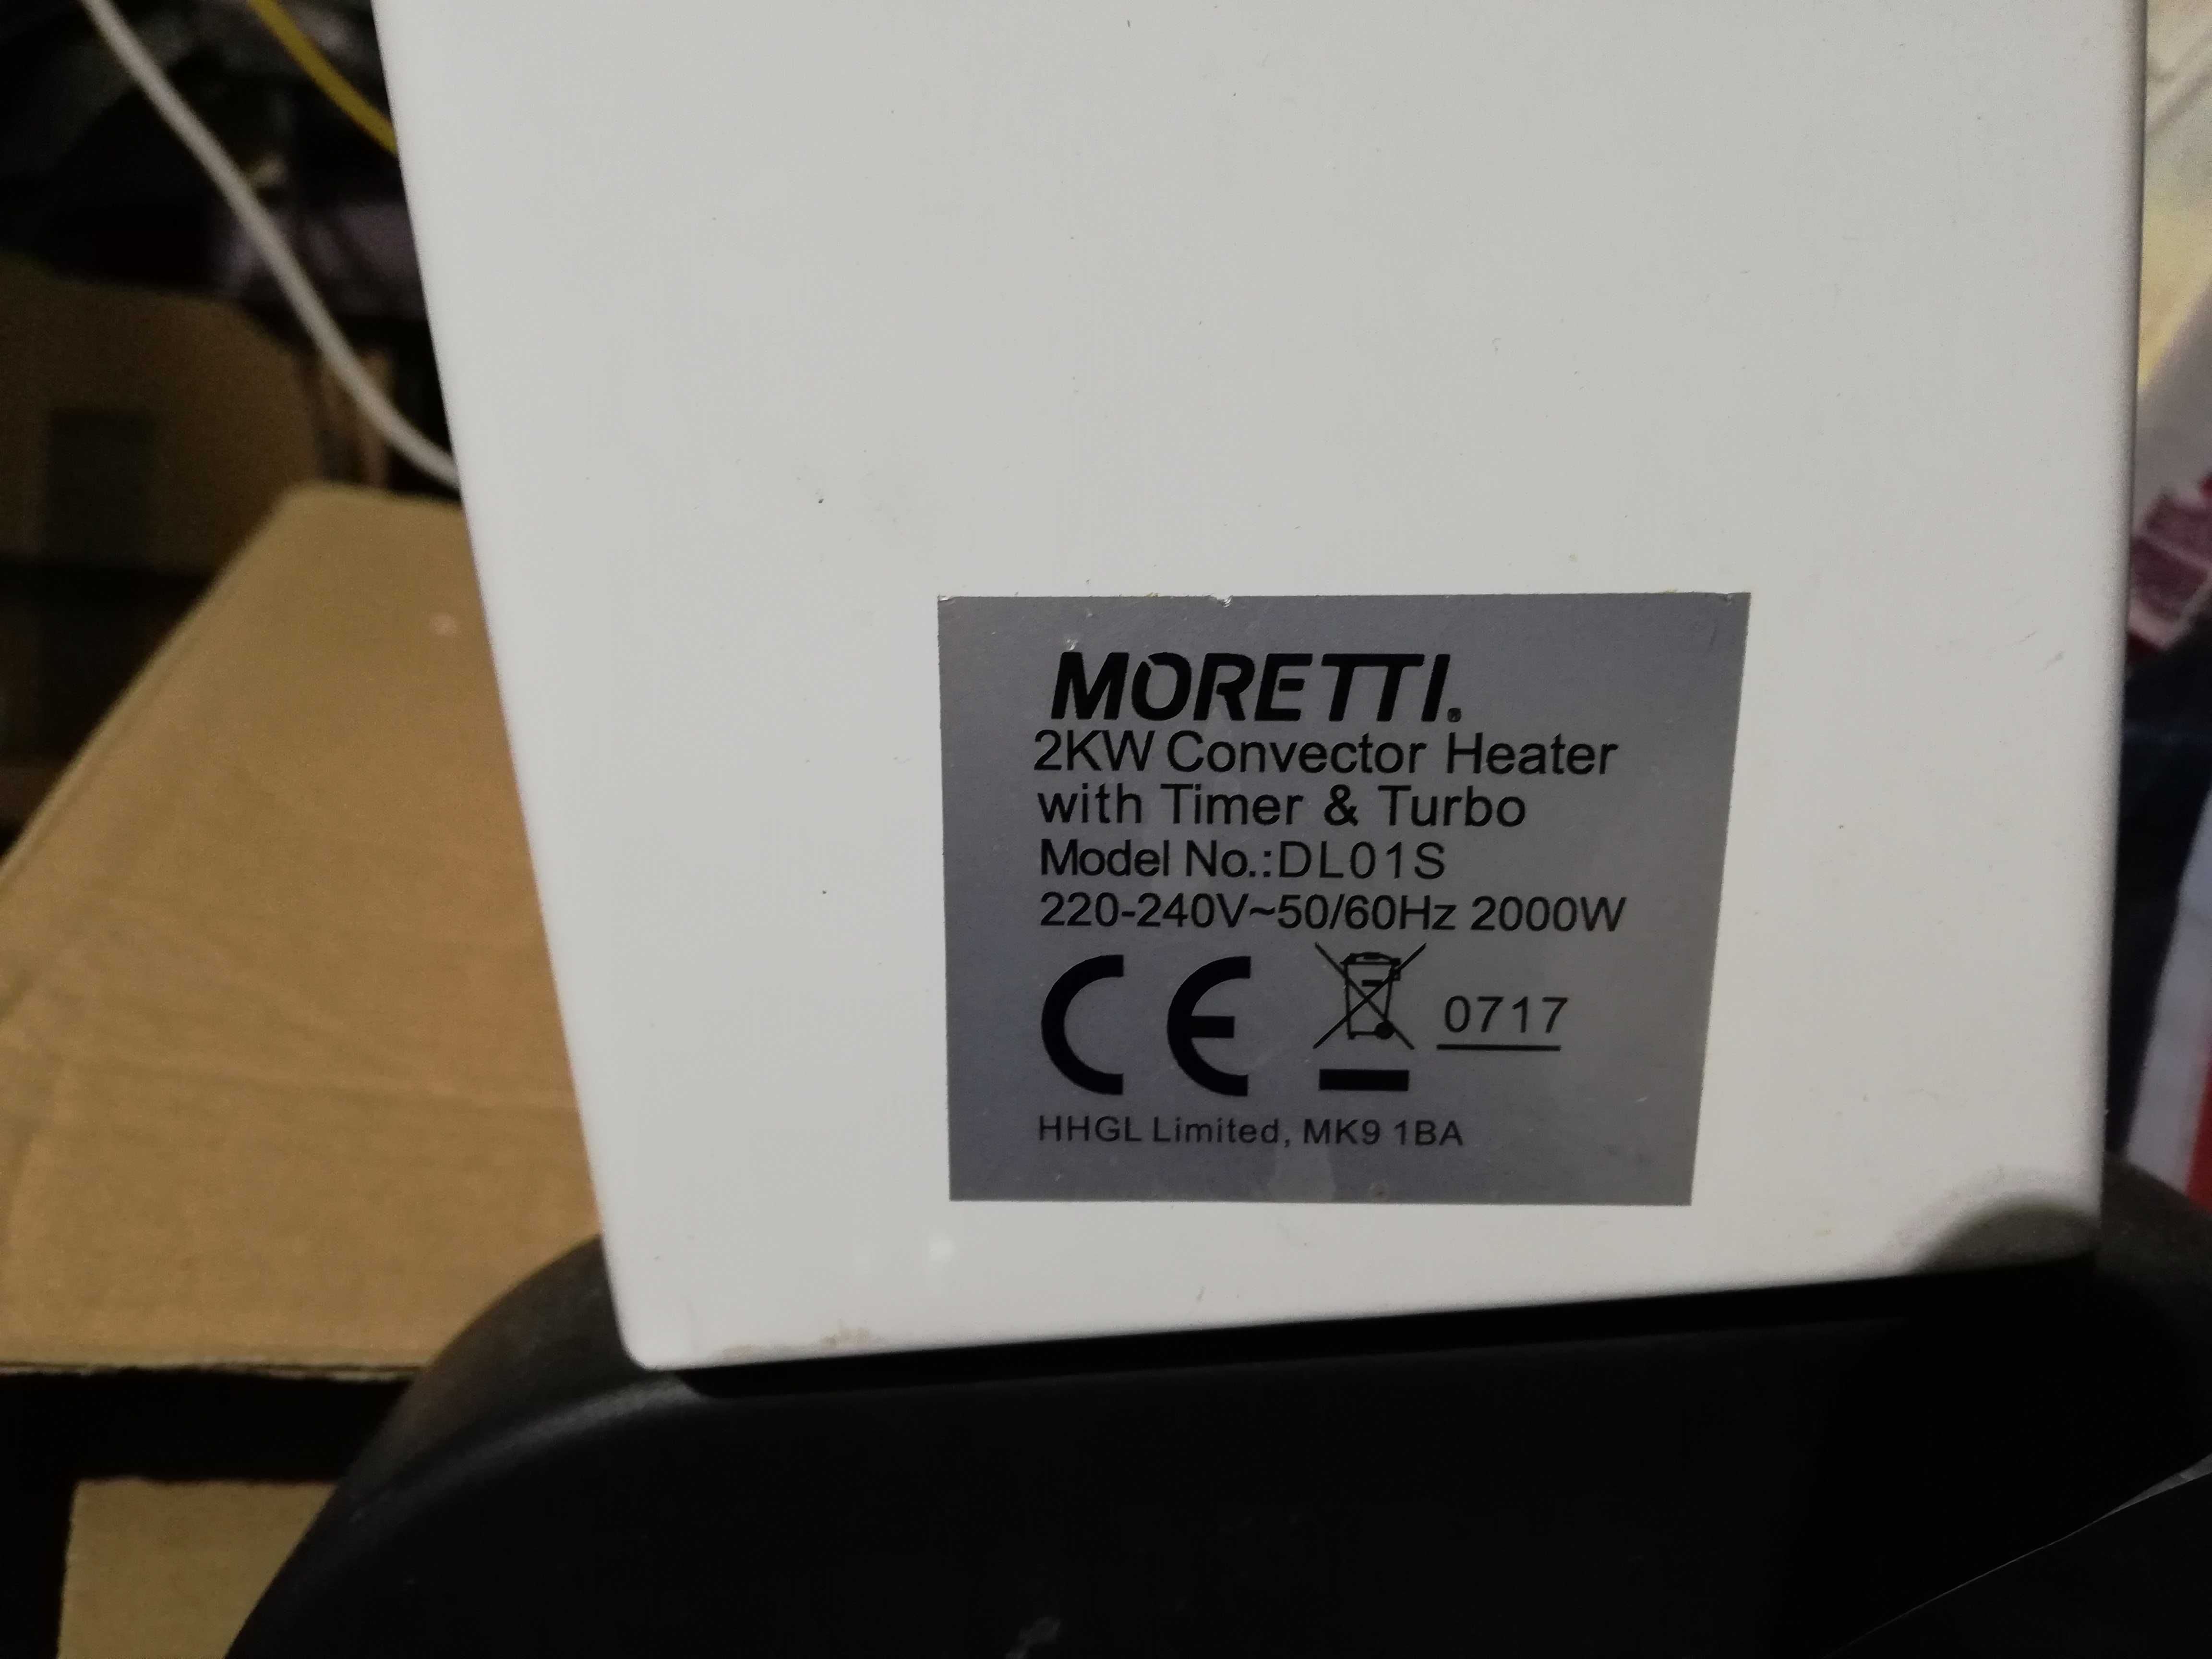 MORETTI.
2KW Convector Heater
with Timer & Turbo
Model No.:DL01S
220-240V~50/60Hz 2000W
CE 0717
HHGL Limited, MK9 1BA